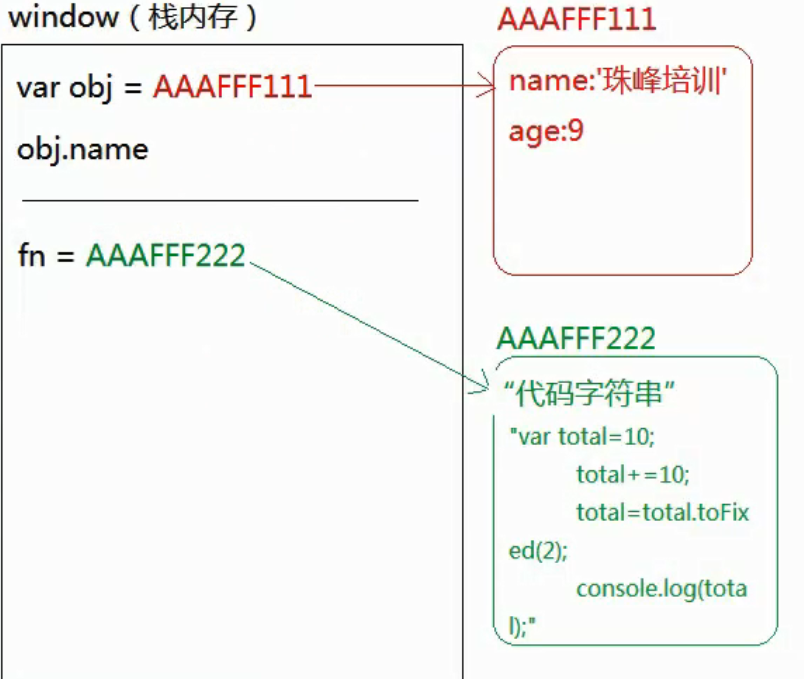 window（栈内存）
var obj = AAAFFF111
obj.name
fn = AAAFFF222
AAAFFF111
name:'珠峰培训'
age:9
AAAFFF222
“代码字符串”
"var total=10;
total+=10;
total=total.toFix
ed(2);
console.log(tota
l);"